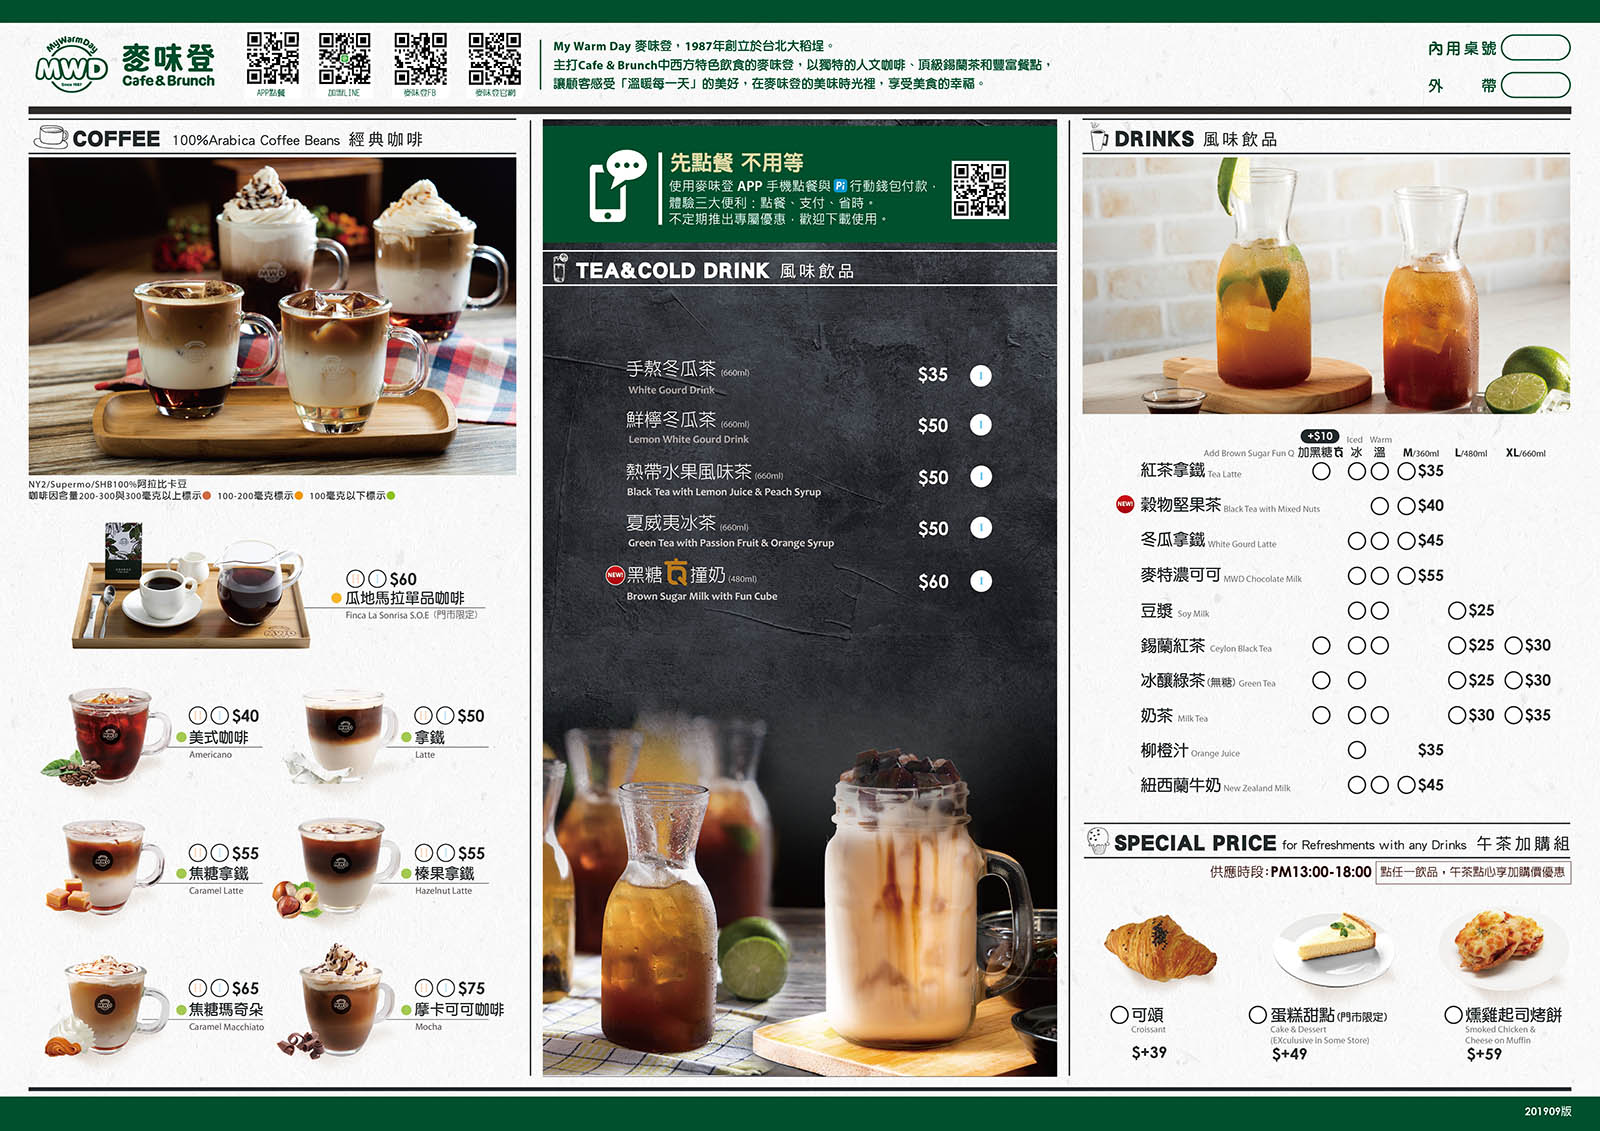 MyWarmDay
MWD
Since 1987
麥味登
Cafe & Brunch
APP點餐
加點LINE
麥味登FB
麥味登官網
My Warm Day 麥味登，1987年創立於台北大稻埕。
主打Cafe & Brunch中西方特色飲食的麥味登，以獨特的人文咖啡、頂級錫蘭茶和豐富餐點，
讓顧客感受「溫暖每一天」的美好，在麥味登的美味時光裡，享受美食的幸福。
內用桌號
外 帶
COFFEE 100%Arabica Coffee Beans 經典咖啡
NY2/Supermo/SHB100%阿拉比卡豆
咖啡因含量200-300與300毫克以上標示 100-200毫克標示 100毫克以下標示
$60
瓜地馬拉單品咖啡
Finca La Sonrisa S.O.E (門市限定)
$40
美式咖啡
Americano
$50
拿鐵
Latte
$55
焦糖拿鐵
Caramel Latte
$55
榛果拿鐵
Hazelnut Latte
$65
焦糖瑪奇朵
Caramel Macchiato
$75
摩卡可可咖啡
Mocha
先點餐 不用等
使用麥味登 APP 手機點餐與 Pi 行動錢包付款，
體驗三大便利：點餐、支付、省時。
不定期推出專屬優惠，歡迎下載使用。
TEA&COLD DRINK 風味飲品
手熬冬瓜茶 (660ml) $35
White Gourd Drink
鮮檸冬瓜茶 (660ml) $50
Lemon White Gourd Drink
熱帶水果風味茶 (660ml) $50
Black Tea with Lemon Juice & Peach Syrup
夏威夷冰茶 (660ml) $50
Green Tea with Passion Fruit & Orange Syrup
NEW! 黑糖 撞奶 (480ml) $60
Brown Sugar Milk with Fun Cube
DRINKS 風味飲品
+$10 Iced Warm
Add Brown Sugar Fun Q 加黑糖 冰 溫 M/360ml L/480ml XL/660ml
紅茶拿鐵 Tea Latte $35
NEW! 穀物堅果茶 Black Tea with Mixed Nuts $40
冬瓜拿鐵 White Gourd Latte $45
麥特濃可可 MWD Chocolate Milk $55
豆漿 Soy Milk $25
錫蘭紅茶 Ceylon Black Tea $25 $30
冰釀綠茶(無糖) Green Tea $25 $30
奶茶 Milk Tea $30 $35
柳橙汁 Orange Juice $35
紐西蘭牛奶 New Zealand Milk $45
SPECIAL PRICE for Refreshments with any Drinks 午茶加購組
供應時段：PM13:00-18:00 點任一飲品，午茶點心享加購價優惠
可頌
Croissant
$+39
蛋糕甜點(門市限定)
Cake & Dessert
(EXculusive in Some Store)
$+49
燻雞起司烤餅
Smoked Chicken &
Cheese on Muffin
$+59
201909版